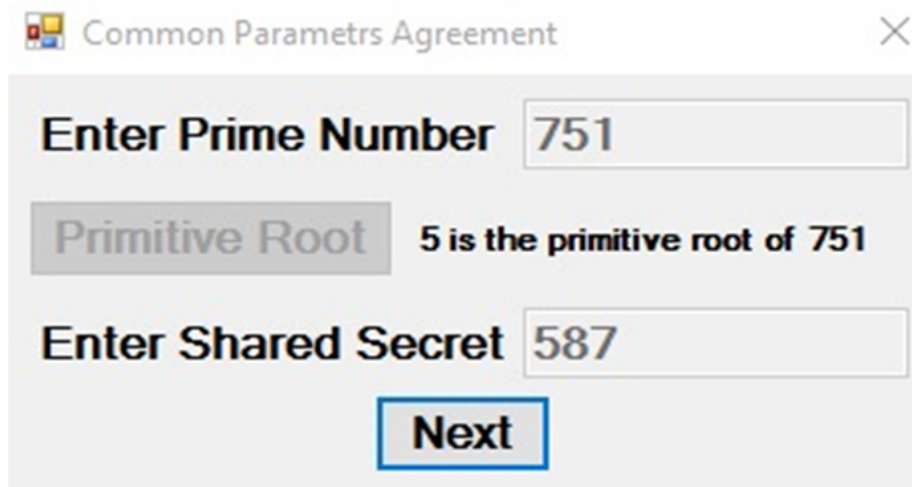 Common Parametrs Agreement
Enter Prime Number 751
Primitive Root 5 is the primitive root of 751
Enter Shared Secret 587
Next